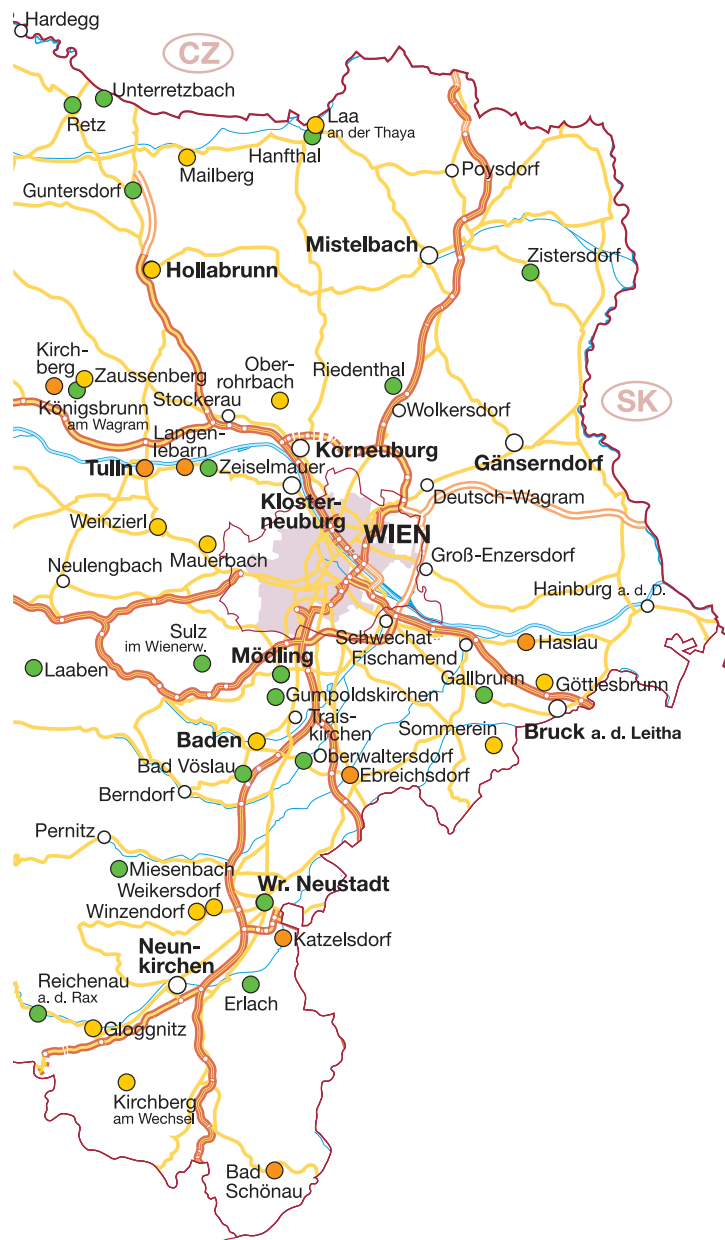 Hardegg
CZ
Unterretzbach
Retz
Laa
an der Thaya
Hanfthal
Mailberg
Poysdorf
Guntersdorf
Mistelbach
Zistersdorf
Hollabrunn
Kirch-
berg
Zaussenberg
Ober-
rohrbach
Riedenthal
SK
Königsbrunn
am Wagram
Stockerau
Wolkersdorf
Langen-
lebarn
Korneuburg
Gänserndorf
Tulln
Zeiselmauer
Kloster-
neuburg
Deutsch-Wagram
Weinzierl
WIEN
Mauerbach
Neulengbach
Groß-Enzersdorf
Hainburg a. d. D.
Sulz
im Wienerw.
Schwechat
Fischamend
Haslau
Laaben
Mödling
Gallbrunn
Göttlesbrunn
Gumpoldskirchen
Trais-
kirchen
Sommerein
Bruck a. d. Leitha
Baden
Bad Vöslau
Oberwaltersdorf
Ebreichsdorf
Berndorf
Pernitz
Miesenbach
Weikersdorf
Wr. Neustadt
Winzendorf
Katzelsdorf
Neun-
kirchen
Reichenau
a. d. Rax
Erlach
Gloggnitz
Kirchberg
am Wechsel
Bad
Schönau